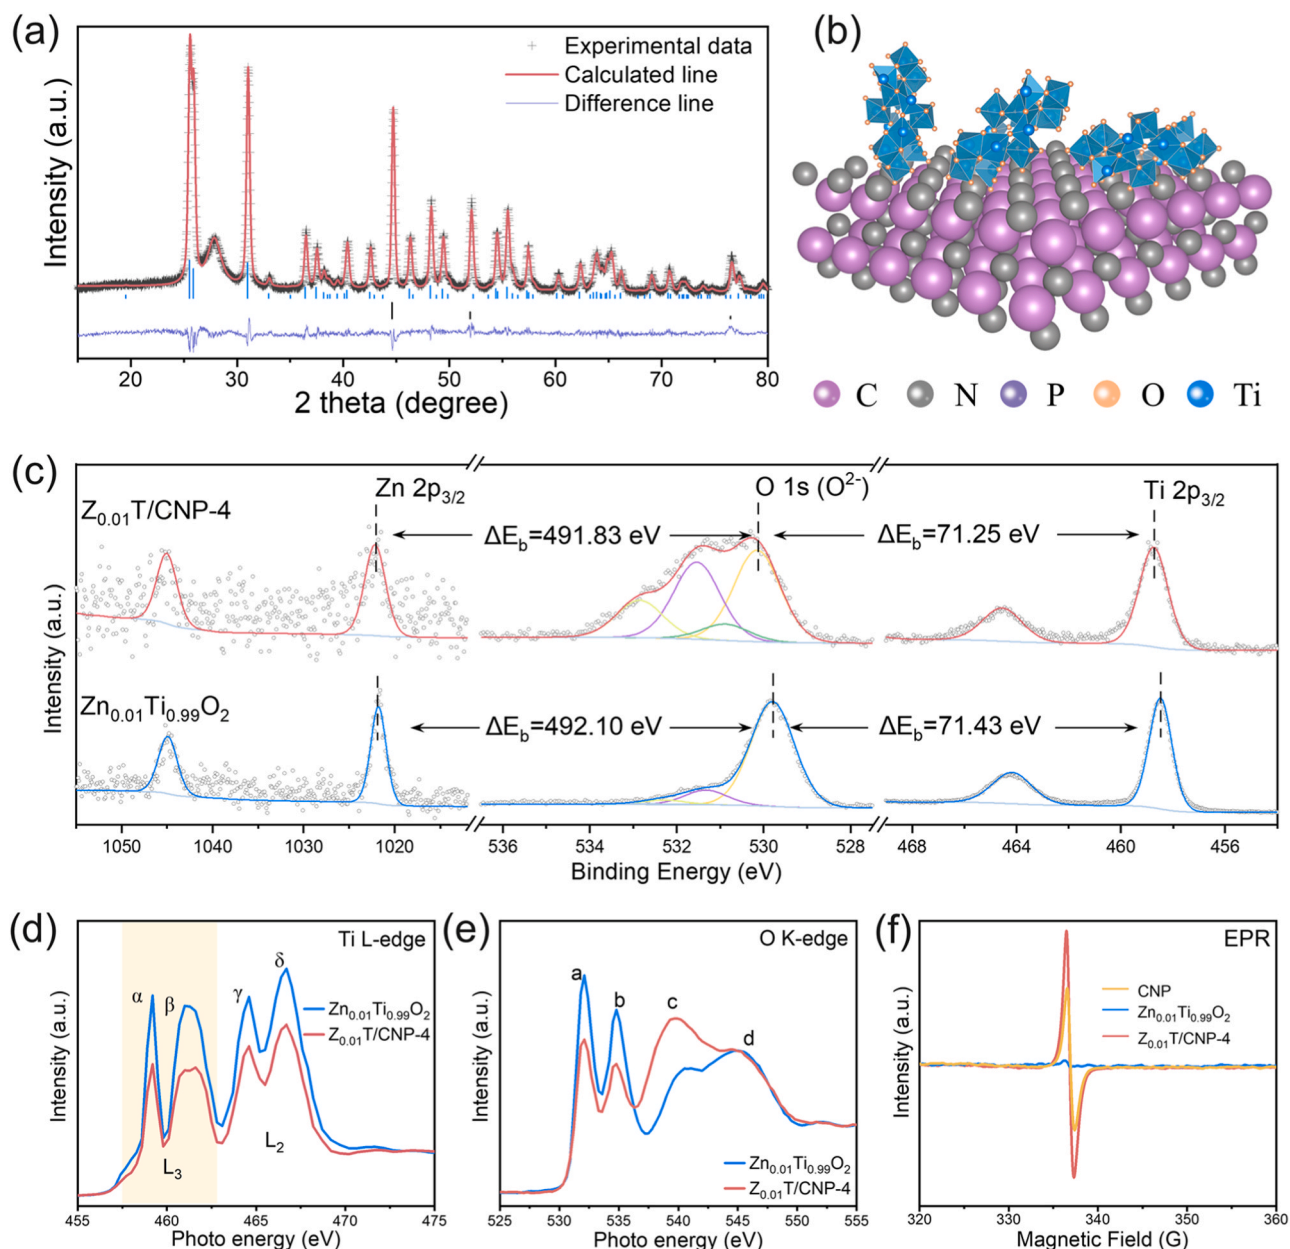 (a)
Experimental data
Calculated line
Difference line
Intensity (a.u.)
20 30 40 50 60 70 80
2 theta (degree)
(b)
C N P O Ti
(c)
Z0.01T/CNP-4
Zn 2p3/2
O 1s (O2-)
Ti 2p3/2
ΔEb=491.83 eV
ΔEb=71.25 eV
Zn0.01Ti0.99O2
ΔEb=492.10 eV
ΔEb=71.43 eV
Intensity (a.u.)
1050 1040 1030 1020 536 534 532 530 528 468 464 460 456
Binding Energy (eV)
(d)
Ti L-edge
α β γ δ
Zn0.01Ti0.99O2
Z0.01T/CNP-4
L3
L2
Intensity (a.u.)
455 460 465 470 475
Photo energy (eV)
(e)
O K-edge
a b c d
Zn0.01Ti0.99O2
Z0.01T/CNP-4
Intensity (a.u.)
525 530 535 540 545 550 555
Photo energy (eV)
(f)
EPR
CNP
Zn0.01Ti0.99O2
Z0.01T/CNP-4
Intensity (a.u.)
320 330 340 350 360
Magnetic Field (G)